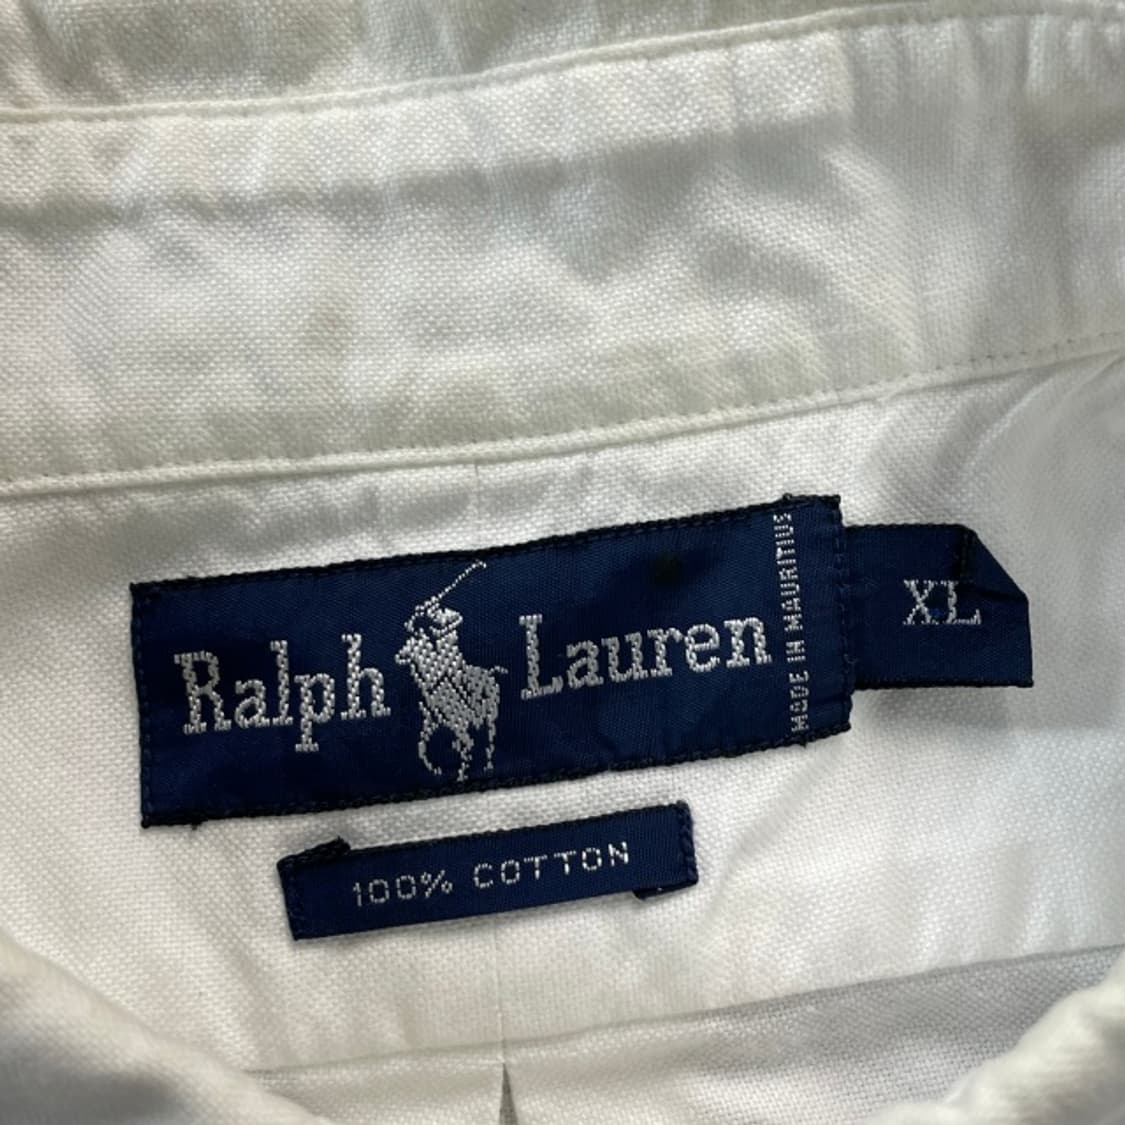 Ralph Lauren
MADE IN MAURITIUS
XL
100% COTTON